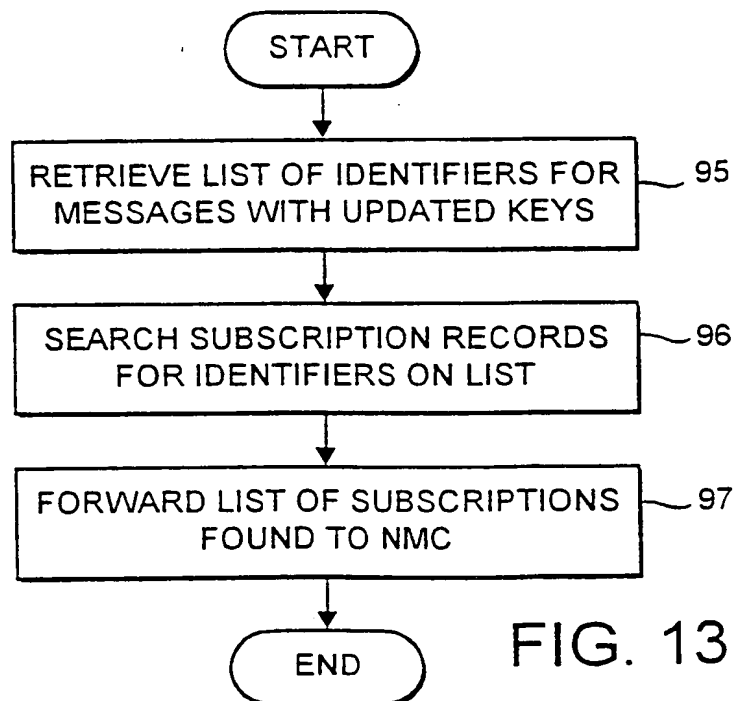 START
RETRIEVE LIST OF IDENTIFIERS FOR
MESSAGES WITH UPDATED KEYS
95
SEARCH SUBSCRIPTION RECORDS
FOR IDENTIFIERS ON LIST
96
FORWARD LIST OF SUBSCRIPTIONS
FOUND TO NMC
97
END
FIG. 13